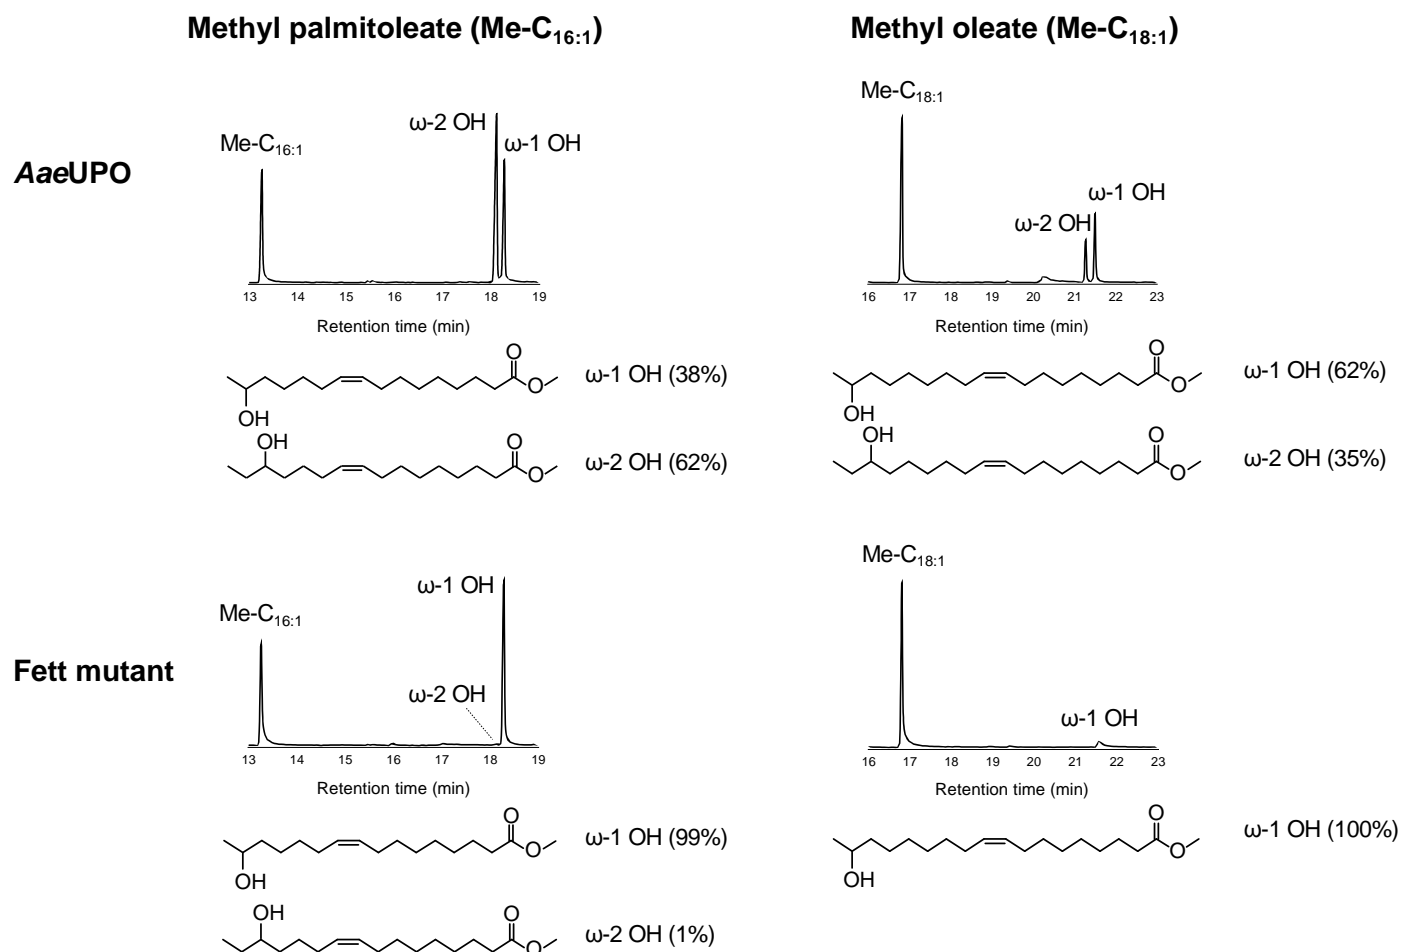 Methyl palmitoleate (Me-C16:1)
Methyl oleate (Me-C18:1)
AaeUPO
Me-C16:1
ω-2 OH
ω-1 OH
13 14 15 16 17 18 19
Retention time (min)
Me-C18:1
ω-2 OH
ω-1 OH
16 17 18 19 20 21 22 23
Retention time (min)
OH
O
O
ω-1 OH (38%)
OH
O
O
ω-2 OH (62%)
OH
O
O
ω-1 OH (62%)
OH
O
O
ω-2 OH (35%)
Fett mutant
Me-C16:1
ω-2 OH
ω-1 OH
13 14 15 16 17 18 19
Retention time (min)
Me-C18:1
ω-1 OH
16 17 18 19 20 21 22 23
Retention time (min)
OH
O
O
ω-1 OH (99%)
OH
O
O
ω-2 OH (1%)
OH
O
O
ω-1 OH (100%)